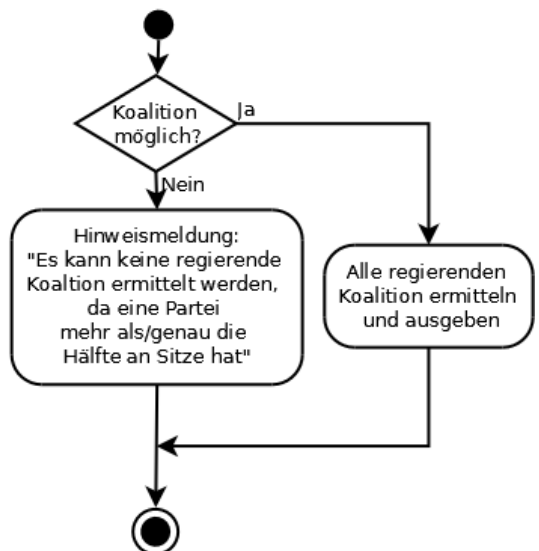 Koalition
möglich?
Ja
Nein
Hinweismeldung:
"Es kann keine regierende
Koaltion ermittelt werden,
da eine Partei
mehr als/genau die
Hälfte an Sitze hat"
Alle regierenden
Koalition ermitteln
und ausgeben